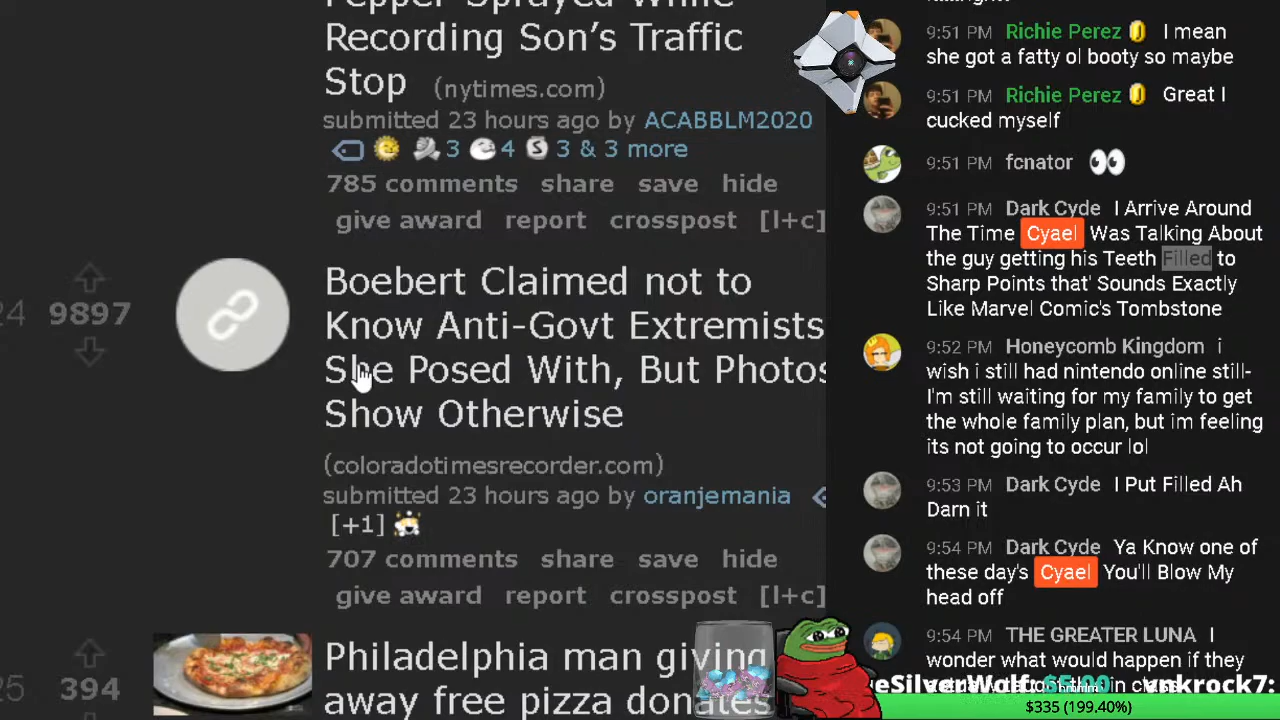 Pepper Sprayed While
Recording Son's Traffic
Stop (nytimes.com)
submitted 23 hours ago by ACABBLM2020
3 4 S 3 & 3 more
785 comments share save hide
give award report crosspost [l+c]
24 9897
Boebert Claimed not to
Know Anti-Govt Extremists
She Posed With, But Photos
Show Otherwise
(coloradotimesrecorder.com)
submitted 23 hours ago by oranjemania
[+1]
707 comments share save hide
give award report crosspost [l+c]
25 394
Philadelphia man giving
away free pizza donates
9:51 PM Richie Perez I mean
she got a fatty ol booty so maybe
9:51 PM Richie Perez Great I
cucked myself
9:51 PM fcnator
9:51 PM Dark Cyde I Arrive Around
The Time Cyael Was Talking About
the guy getting his Teeth Filled to
Sharp Points that' Sounds Exactly
Like Marvel Comic's Tombstone
9:52 PM Honeycomb Kingdom i
wish i still had nintendo online still-
I'm still waiting for my family to get
the whole family plan, but im feeling
its not going to occur lol
9:53 PM Dark Cyde I Put Filled Ah
Darn it
9:54 PM Dark Cyde Ya Know one of
these day's Cyael You'll Blow My
head off
9:54 PM THE GREATER LUNA I
wonder what would happen if they
eSilverWolf: $5.00 vnkrock7:
$335 (199.40%)